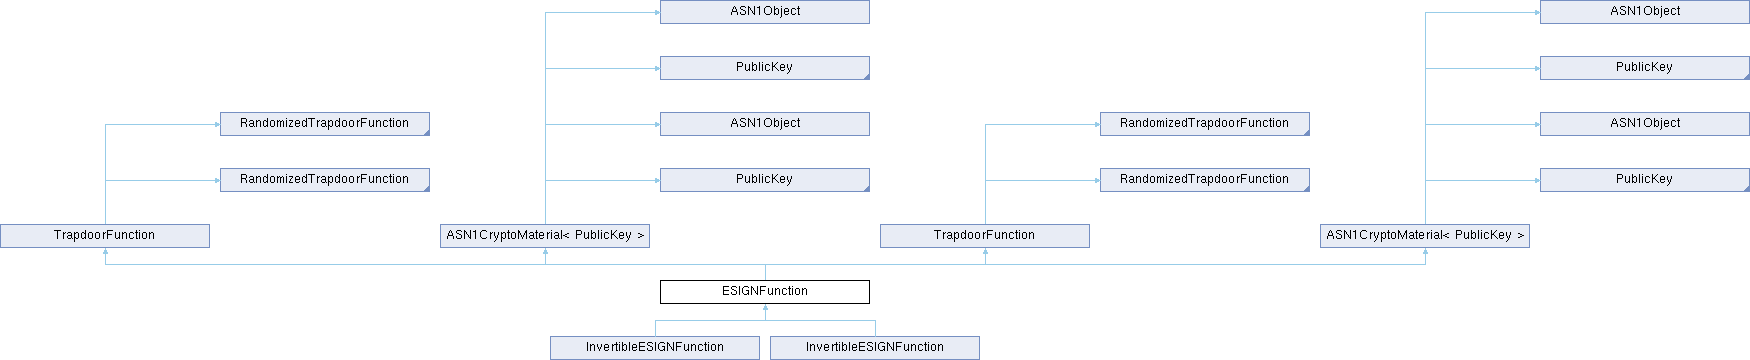 ASN1Object
ASN1Object
PublicKey
PublicKey
RandomizedTrapdoorFunction
ASN1Object
RandomizedTrapdoorFunction
ASN1Object
RandomizedTrapdoorFunction
PublicKey
RandomizedTrapdoorFunction
PublicKey
TrapdoorFunction
ASN1CryptoMaterial< PublicKey >
TrapdoorFunction
ASN1CryptoMaterial< PublicKey >
ESIGNFunction
InvertibleESIGNFunction
InvertibleESIGNFunction